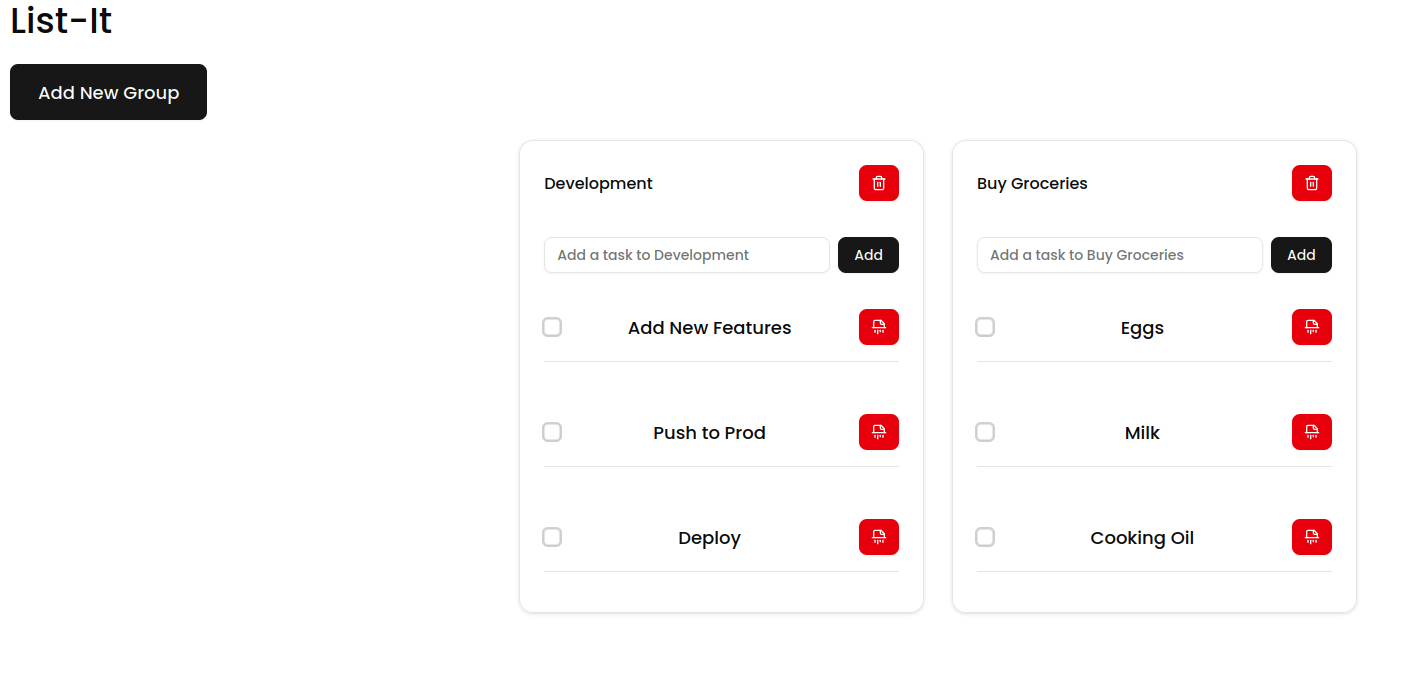 List-It
Add New Group
Development
Add a task to Development
Add
Add New Features
Push to Prod
Deploy
Buy Groceries
Add a task to Buy Groceries
Add
Eggs
Milk
Cooking Oil